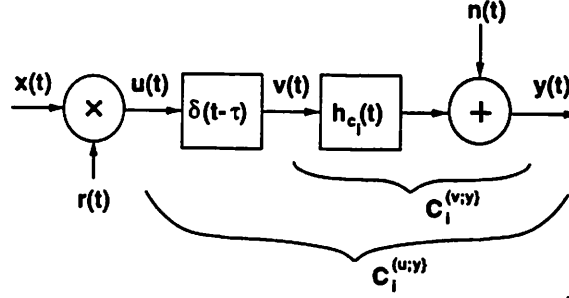 n(t)
x(t) u(t) v(t) y(t)
× δ(t-τ) h_{c_i}(t) +
r(t)
C_i^{(v;y)}
C_i^{(u;y)}